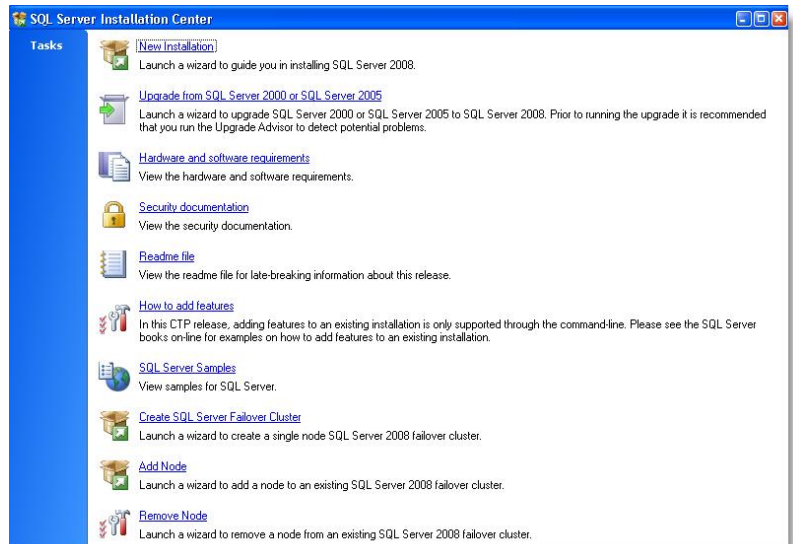 SQL Server Installation Center
Tasks
New Installation
Launch a wizard to guide you in installing SQL Server 2008.
Upgrade from SQL Server 2000 or SQL Server 2005
Launch a wizard to upgrade SQL Server 2000 or SQL Server 2005 to SQL Server 2008. Prior to running the upgrade it is recommended
that you run the Upgrade Advisor to detect potential problems.
Hardware and software requirements
View the hardware and software requirements.
Security documentation
View the security documentation.
Readme file
View the readme file for late-breaking information about this release.
How to add features
In this CTP release, adding features to an existing installation is only supported through the command-line. Please see the SQL Server
books on-line for examples on how to add features to an existing installation.
SQL Server Samples
View samples for SQL Server.
Create SQL Server Failover Cluster
Launch a wizard to create a single node SQL Server 2008 failover cluster.
Add Node
Launch a wizard to add a node to an existing SQL Server 2008 failover cluster.
Remove Node
Launch a wizard to remove a node from an existing SQL Server 2008 failover cluster.